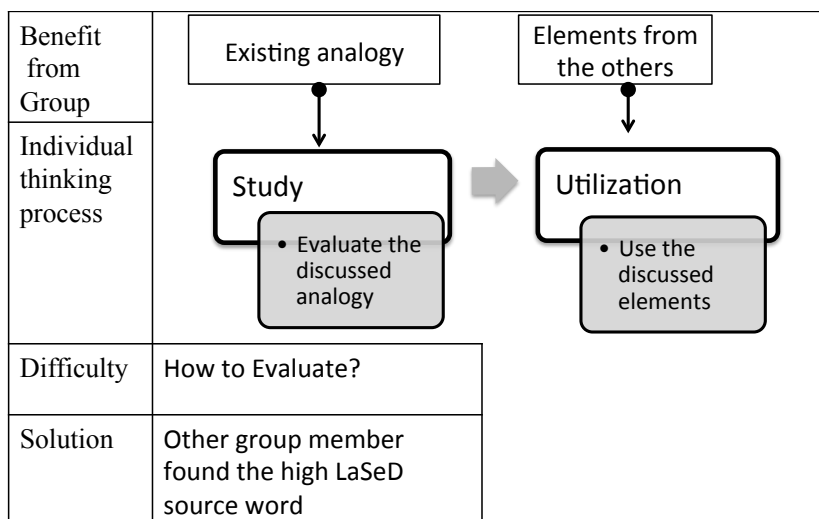 Benefit
from
Group
Existing analogy
Elements from
the others
Individual
thinking
process
Study
• Evaluate the
discussed
analogy
Utilization
• Use the
discussed
elements
Difficulty
How to Evaluate?
Solution
Other group member
found the high LaSeD
source word